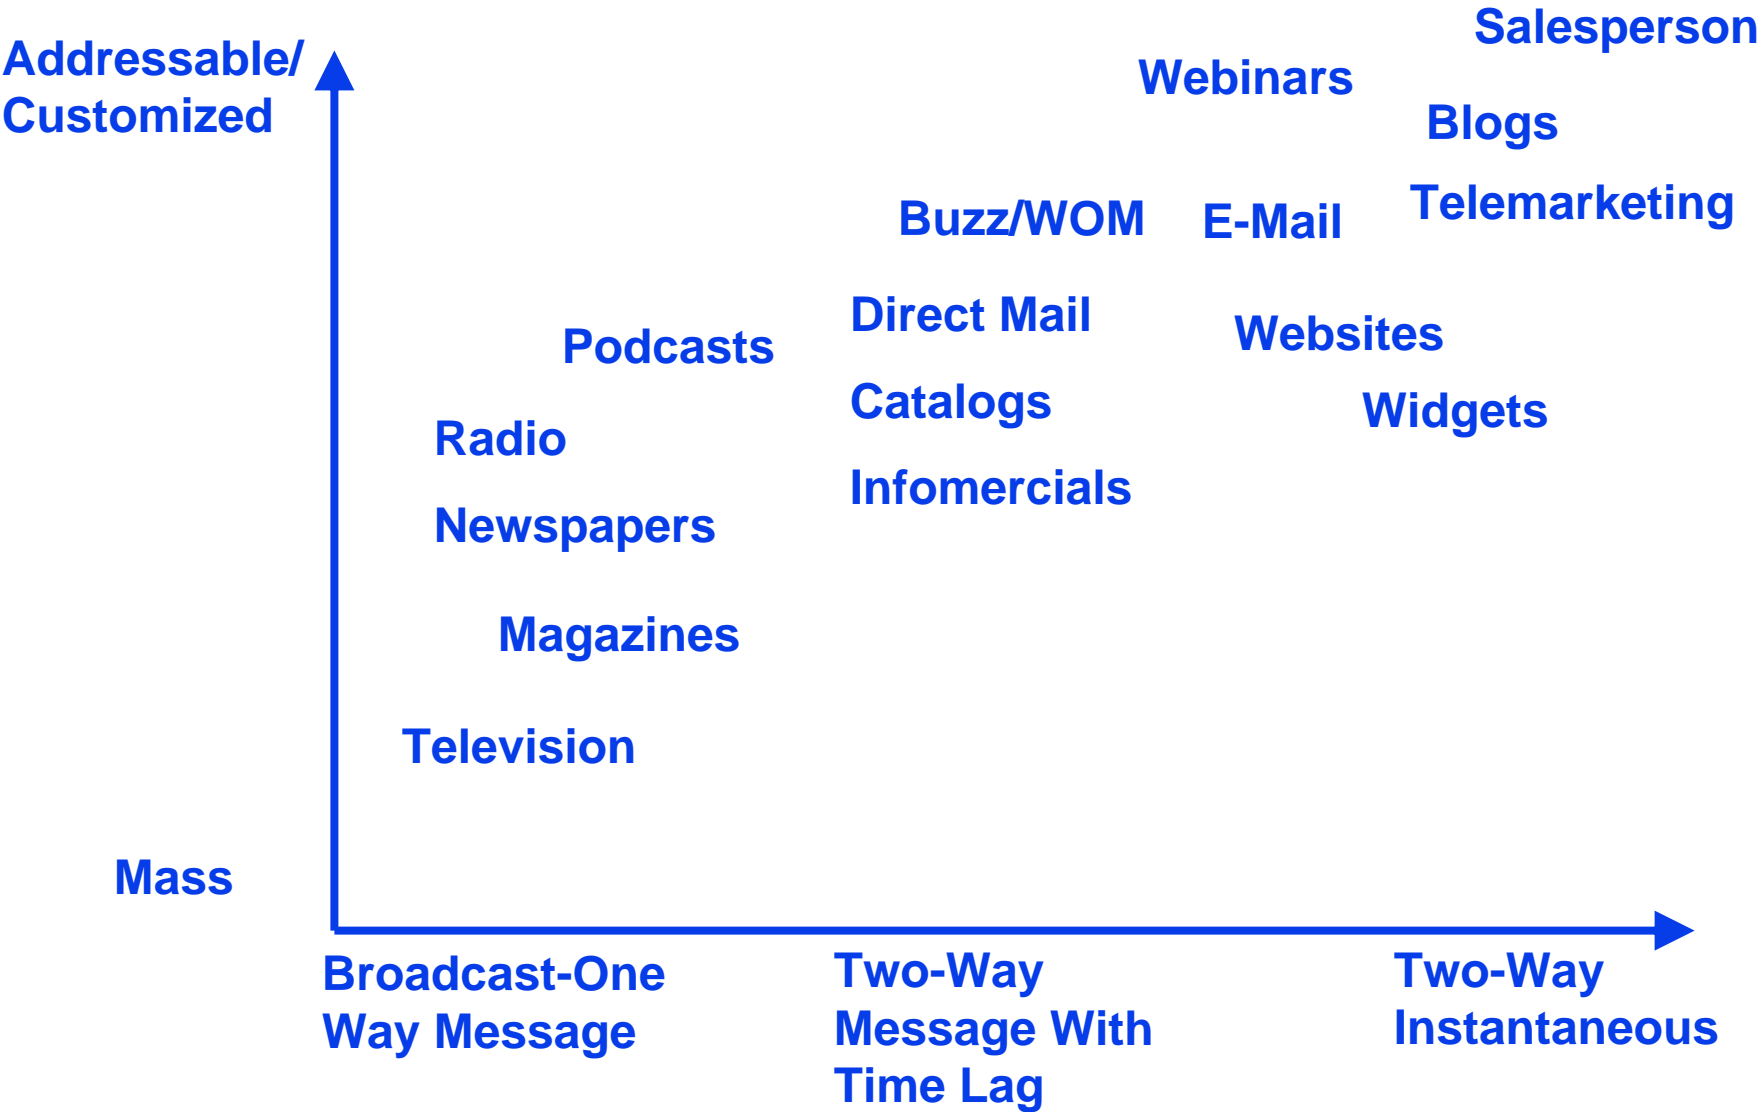 Salesperson
Addressable/
Customized
Webinars
Blogs
Telemarketing
Buzz/WOM
E-Mail
Direct Mail
Websites
Podcasts
Catalogs
Widgets
Radio
Infomercials
Newspapers
Magazines
Television
Mass
Broadcast-One
Way Message
Two-Way
Message With
Time Lag
Two-Way
Instantaneous